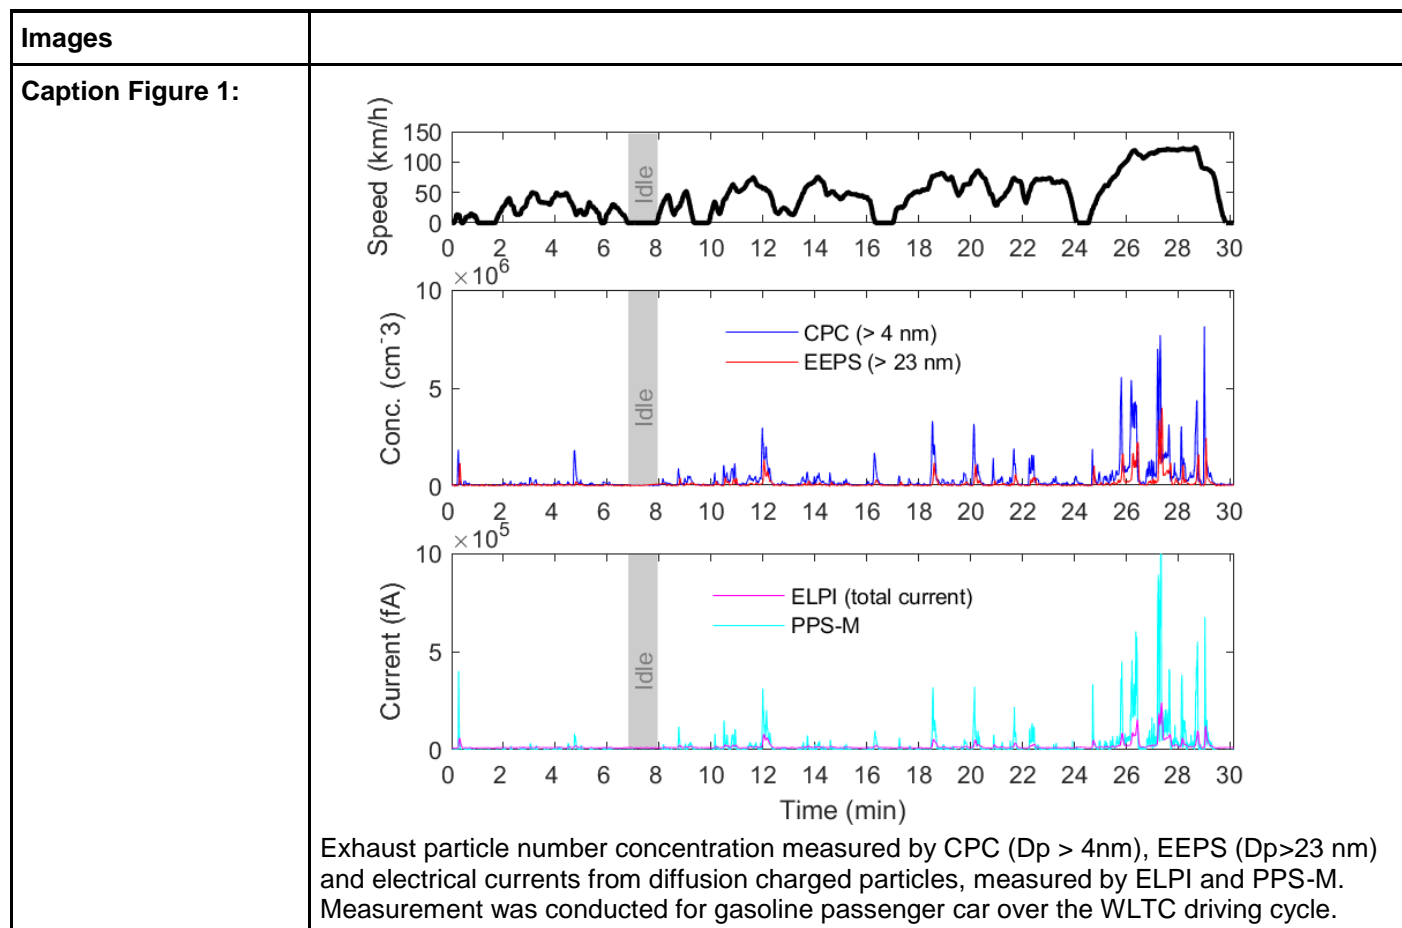 Images
Caption Figure 1:
Speed (km/h)
150
100
50
0
Idle
0 2 4 6 8 10 12 14 16 18 20 22 24 26 28 30
×10^6
Conc. (cm^-3)
10
5
0
Idle
CPC (> 4 nm)
EEPS (> 23 nm)
0 2 4 6 8 10 12 14 16 18 20 22 24 26 28 30
×10^5
Current (fA)
10
5
0
Idle
ELPI (total current)
PPS-M
0 2 4 6 8 10 12 14 16 18 20 22 24 26 28 30
Time (min)
Exhaust particle number concentration measured by CPC (Dp > 4nm), EEPS (Dp>23 nm)
and electrical currents from diffusion charged particles, measured by ELPI and PPS-M.
Measurement was conducted for gasoline passenger car over the WLTC driving cycle.